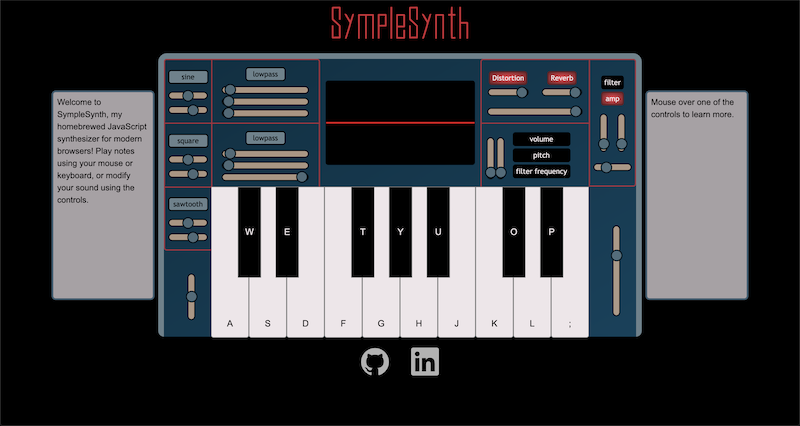 SympleSynth
Welcome to
SympleSynth, my
homebrewed JavaScript
synthesizer for modern
browsers! Play notes
using your mouse or
keyboard, or modify
your sound using the
controls.
sine
lowpass
square
lowpass
sawtooth
Distortion
Reverb
volume
pitch
filter frequency
filter
amp
W E T Y U O P
A S D F G H J K L ;
Mouse over one of the
controls to learn more.
in